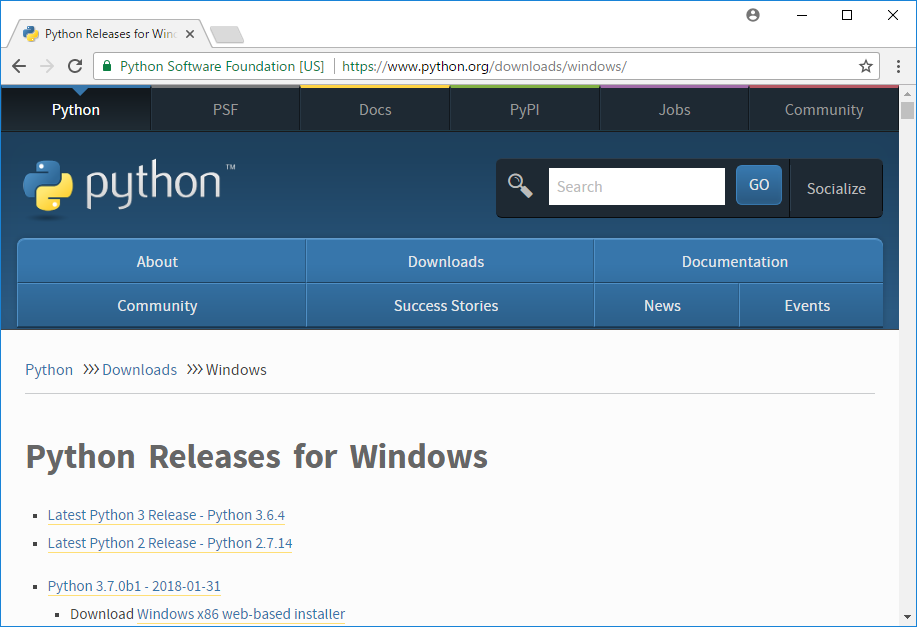 Python Releases for Wind
Python Software Foundation [US] https://www.python.org/downloads/windows/
Python PSF Docs PyPI Jobs Community
python™
Search GO Socialize
About Downloads Documentation
Community Success Stories News Events
Python >>> Downloads >>> Windows
Python Releases for Windows
Latest Python 3 Release - Python 3.6.4
Latest Python 2 Release - Python 2.7.14
Python 3.7.0b1 - 2018-01-31
Download Windows x86 web-based installer